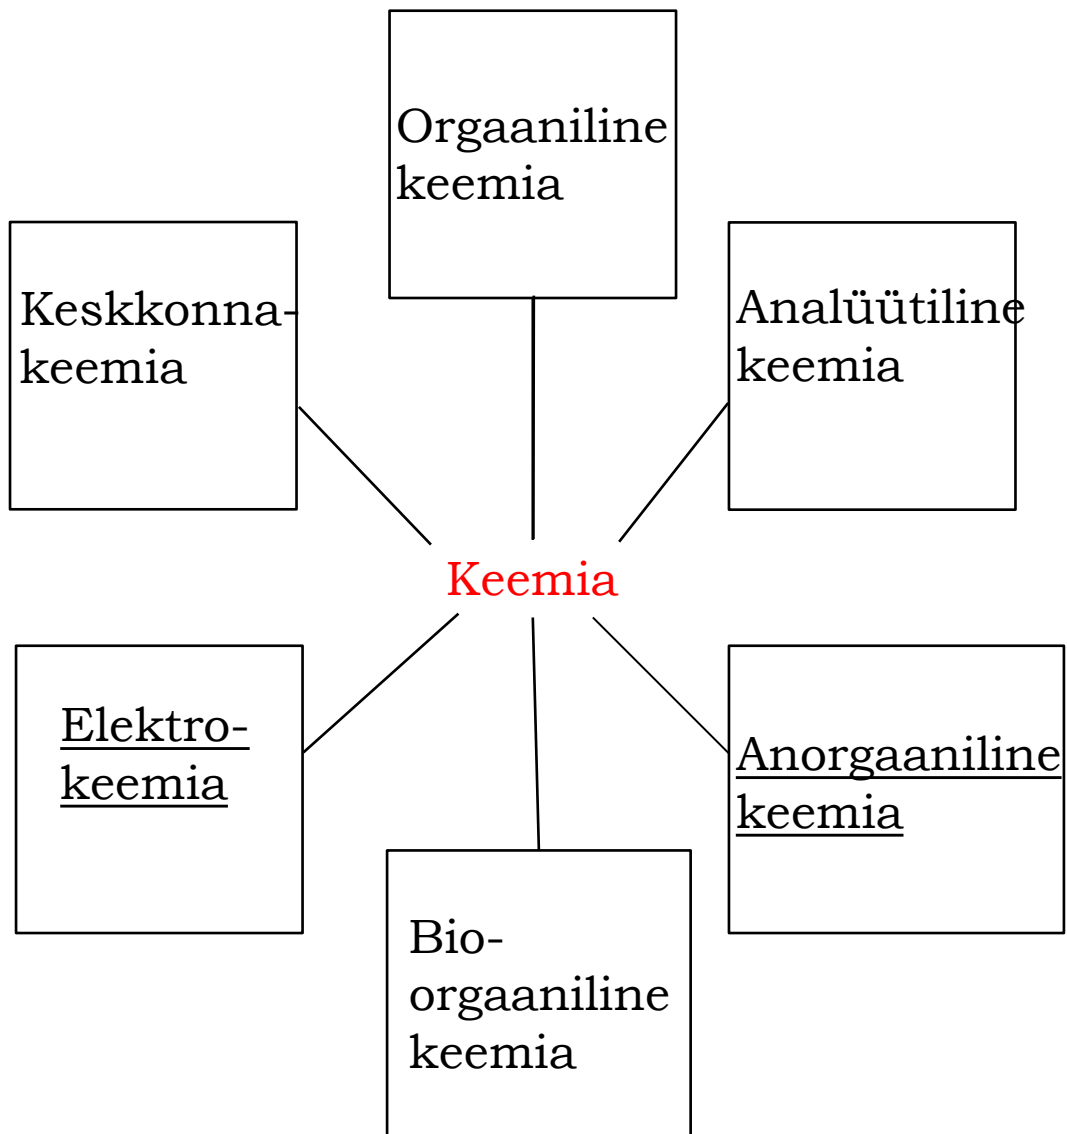 Orgaaniline
keemia
Keskkonna-
keemia
Analüütiline
keemia
Keemia
Elektro-
keemia
Anorgaaniline
keemia
Bio-
orgaaniline
keemia